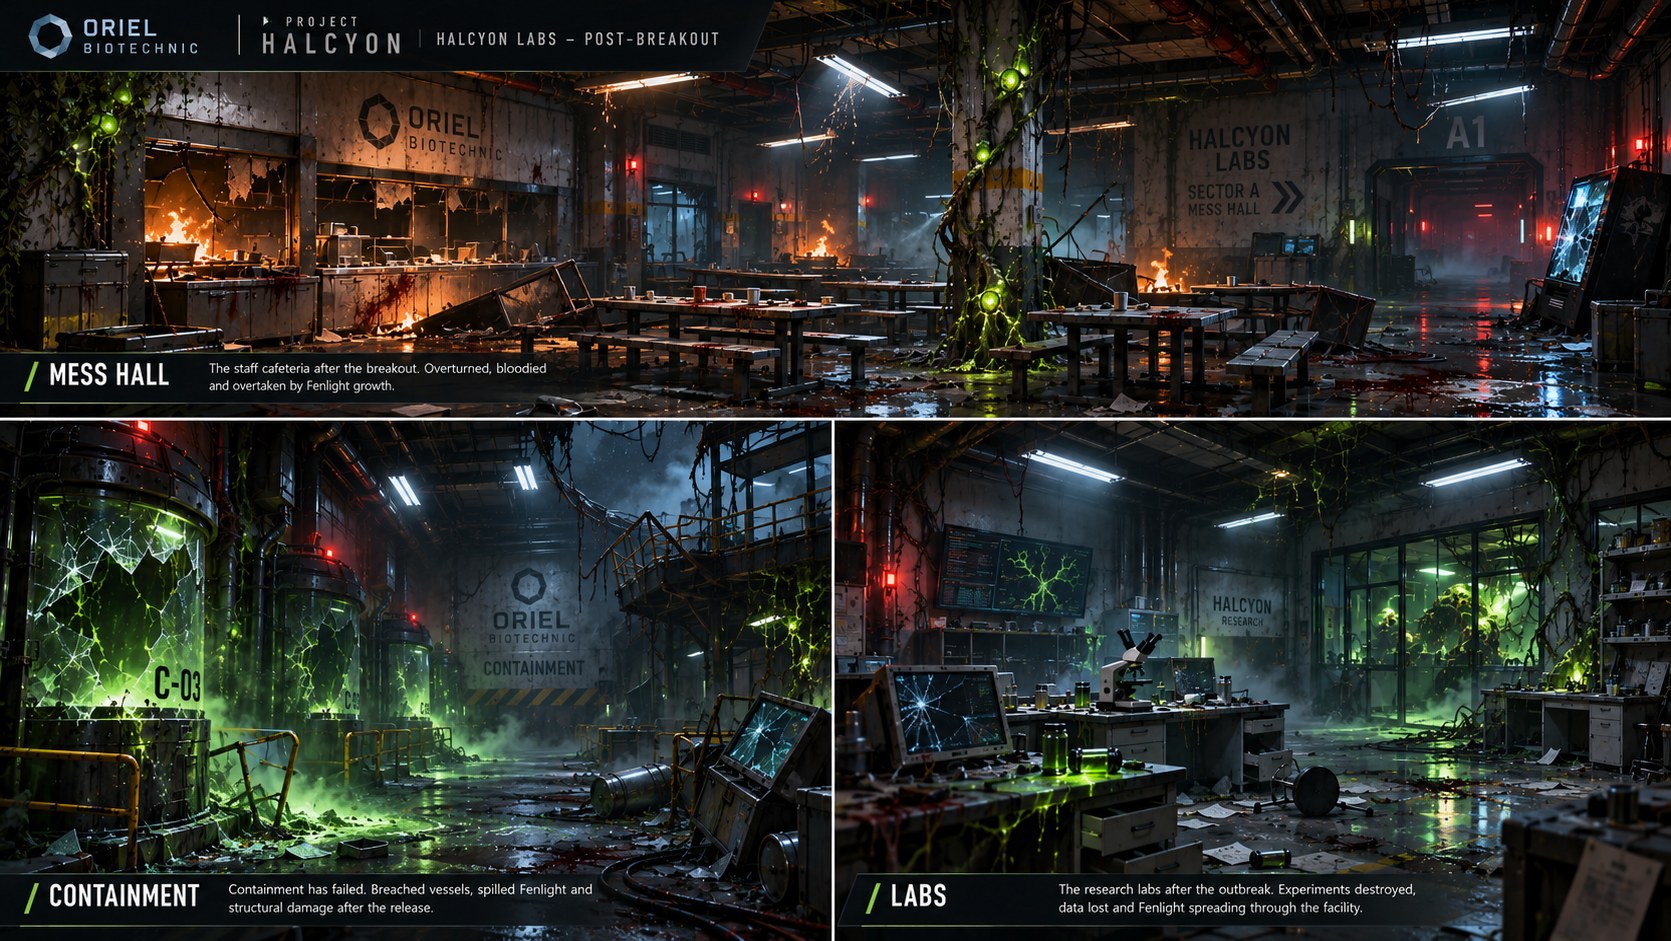 ORIEL
BIOTECHNIC
PROJECT
HALCYON
HALCYON LABS – POST-BREAKOUT
ORIEL
BIOTECHNIC
HALCYON
LABS
SECTOR A
MESS HALL
A1
MESS HALL
The staff cafeteria after the breakout. Overturned, bloodied
and overtaken by Fenlight growth.
C-03
ORIEL
BIOTECHNIC
CONTAINMENT
CONTAINMENT
Containment has failed. Breached vessels, spilled Fenlight and
structural damage after the release.
HALCYON
RESEARCH
LABS
The research labs after the outbreak. Experiments destroyed,
data lost and Fenlight spreading through the facility.